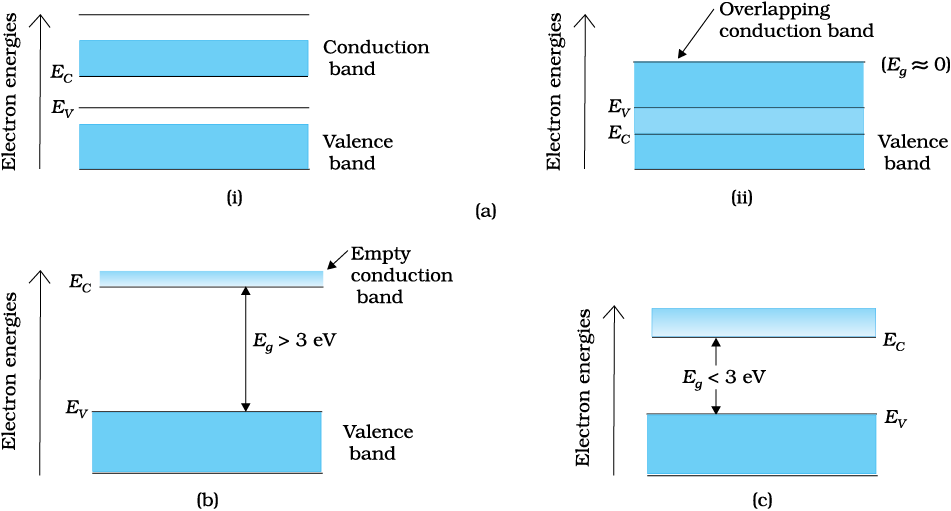 Electron energies
Conduction
band
E_C
E_V
Valence
band
(i)
Electron energies
Overlapping
conduction band
(E_g ≈ 0)
E_V
E_C
Valence
band
(ii)
(a)
Electron energies
Empty
conduction
band
E_C
E_g > 3 eV
E_V
Valence
band
(b)
Electron energies
E_C
E_g < 3 eV
E_V
(c)